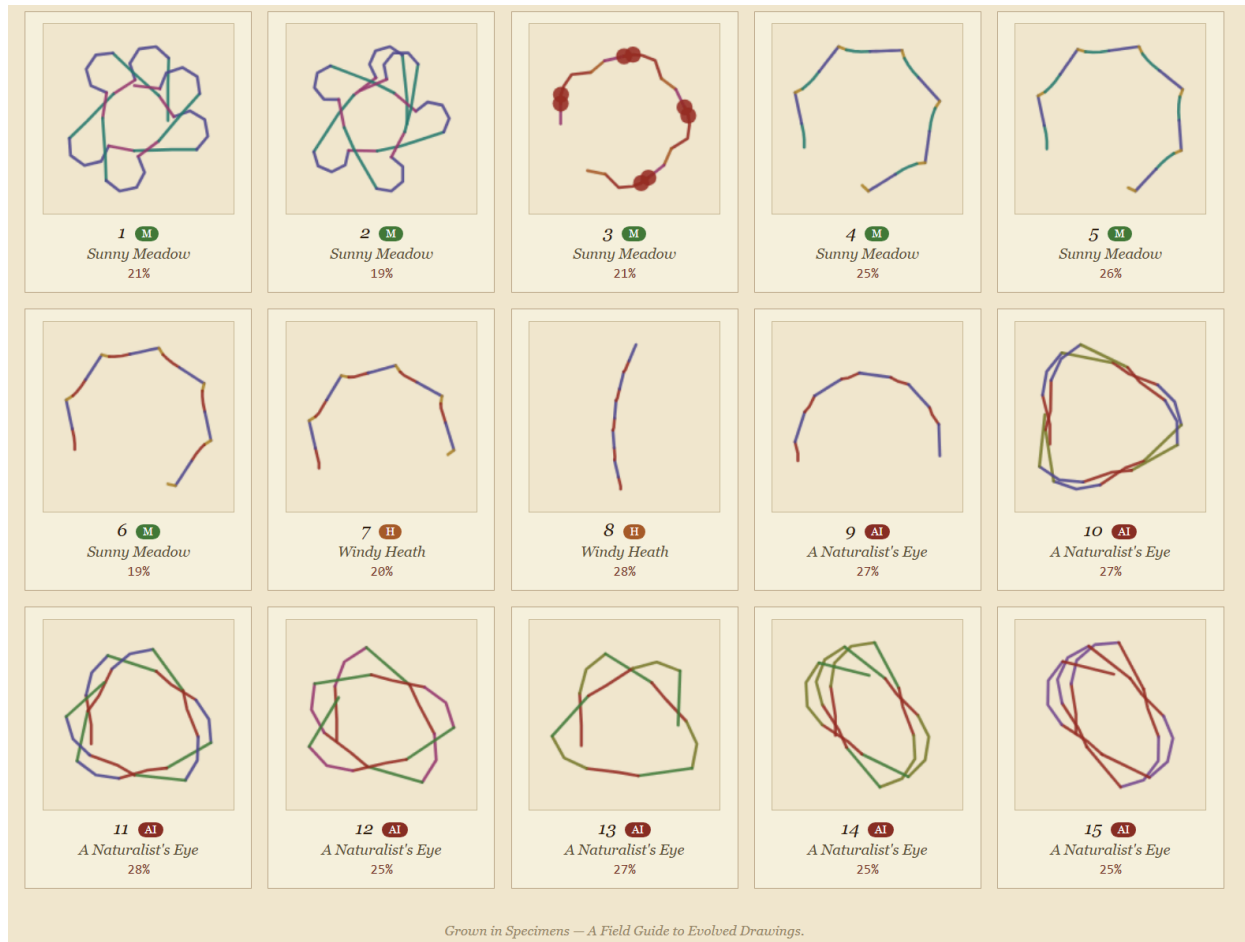 1 M
Sunny Meadow
21%
2 M
Sunny Meadow
19%
3 M
Sunny Meadow
21%
4 M
Sunny Meadow
25%
5 M
Sunny Meadow
26%
6 M
Sunny Meadow
19%
7 H
Windy Heath
20%
8 H
Windy Heath
28%
9 AI
A Naturalist's Eye
27%
10 AI
A Naturalist's Eye
27%
11 AI
A Naturalist's Eye
28%
12 AI
A Naturalist's Eye
25%
13 AI
A Naturalist's Eye
27%
14 AI
A Naturalist's Eye
25%
15 AI
A Naturalist's Eye
25%
Grown in Specimens — A Field Guide to Evolved Drawings.